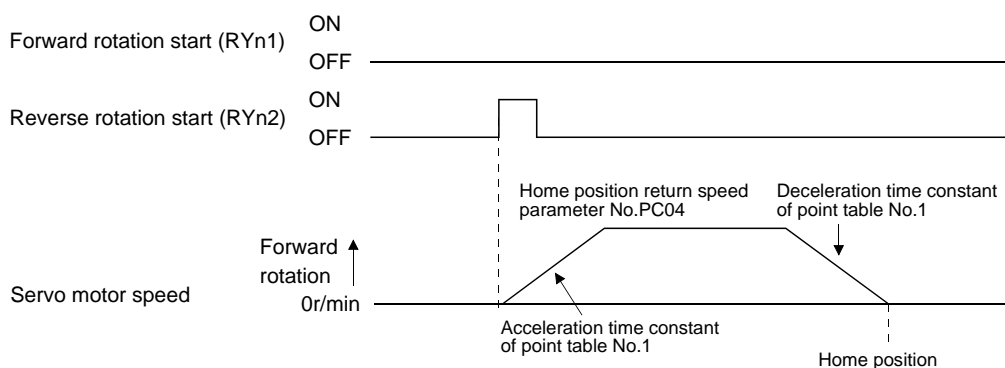 ON
Forward rotation start (RYn1)
OFF
ON
Reverse rotation start (RYn2)
OFF
Home position return speed
parameter No.PC04
Deceleration time constant
of point table No.1
Forward
rotation
Servo motor speed
0r/min
Acceleration time constant
of point table No.1
Home position